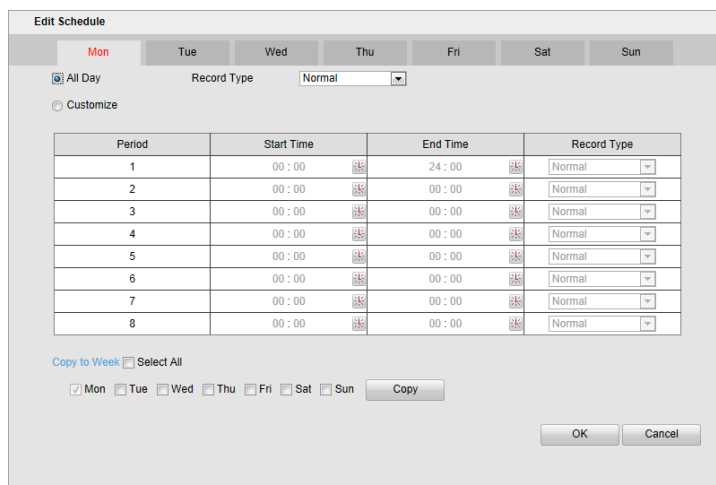 Edit Schedule
Mon Tue Wed Thu Fri Sat Sun
All Day Record Type Normal
Customize
Period Start Time End Time Record Type
1 00 : 00 24 : 00 Normal
2 00 : 00 00 : 00 Normal
3 00 : 00 00 : 00 Normal
4 00 : 00 00 : 00 Normal
5 00 : 00 00 : 00 Normal
6 00 : 00 00 : 00 Normal
7 00 : 00 00 : 00 Normal
8 00 : 00 00 : 00 Normal
Copy to Week Select All
Mon Tue Wed Thu Fri Sat Sun Copy
OK Cancel